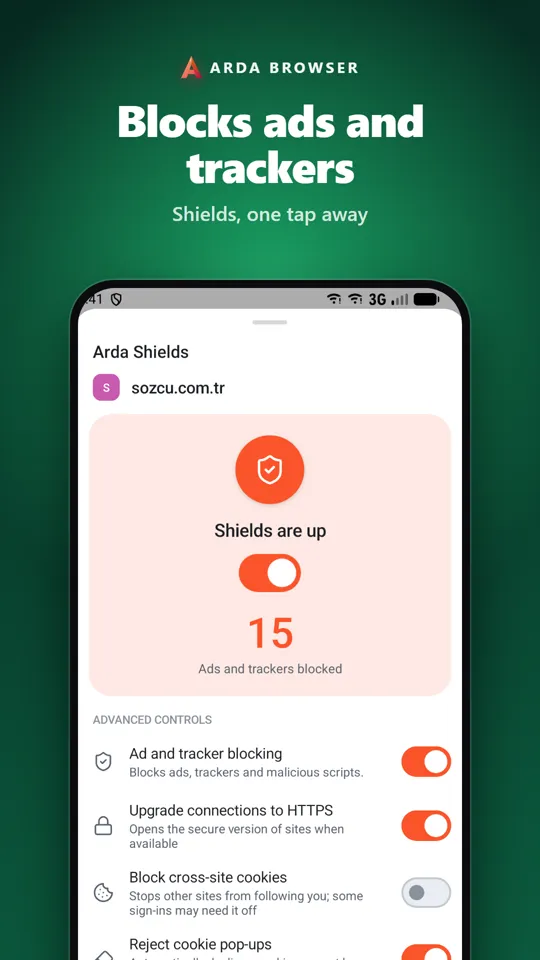 ARDA BROWSER
Blocks ads and
trackers
Shields, one tap away
:41
3G
Arda Shields
S
sozcu.com.tr
Shields are up
15
Ads and trackers blocked
ADVANCED CONTROLS
Ad and tracker blocking
Blocks ads, trackers and malicious scripts.
Upgrade connections to HTTPS
Opens the secure version of sites when
available
Block cross-site cookies
Stops other sites from following you; some
sign-ins may need it off
Reject cookie pop-ups